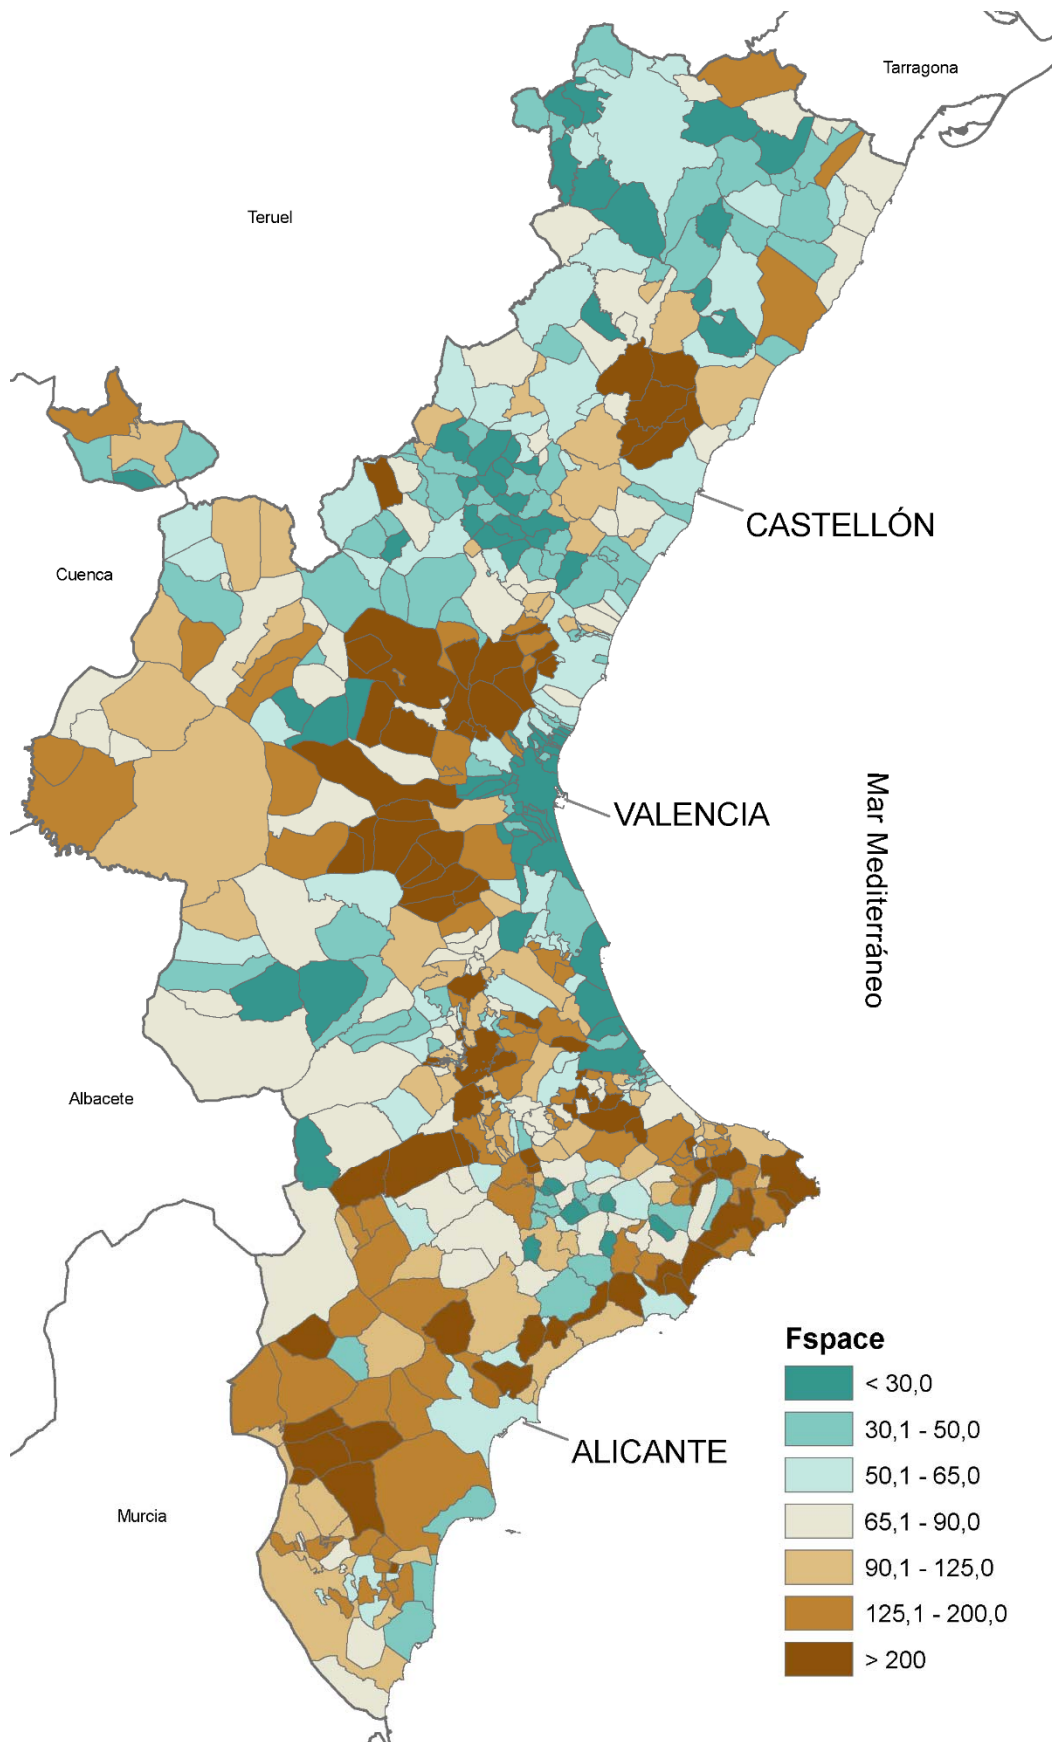 Tarragona
Teruel
CASTELLÓN
Cuenca
VALENCIA
Mar Mediterráneo
Albacete
Fspace
< 30,0
30,1 - 50,0
50,1 - 65,0
65,1 - 90,0
90,1 - 125,0
125,1 - 200,0
> 200
ALICANTE
Murcia